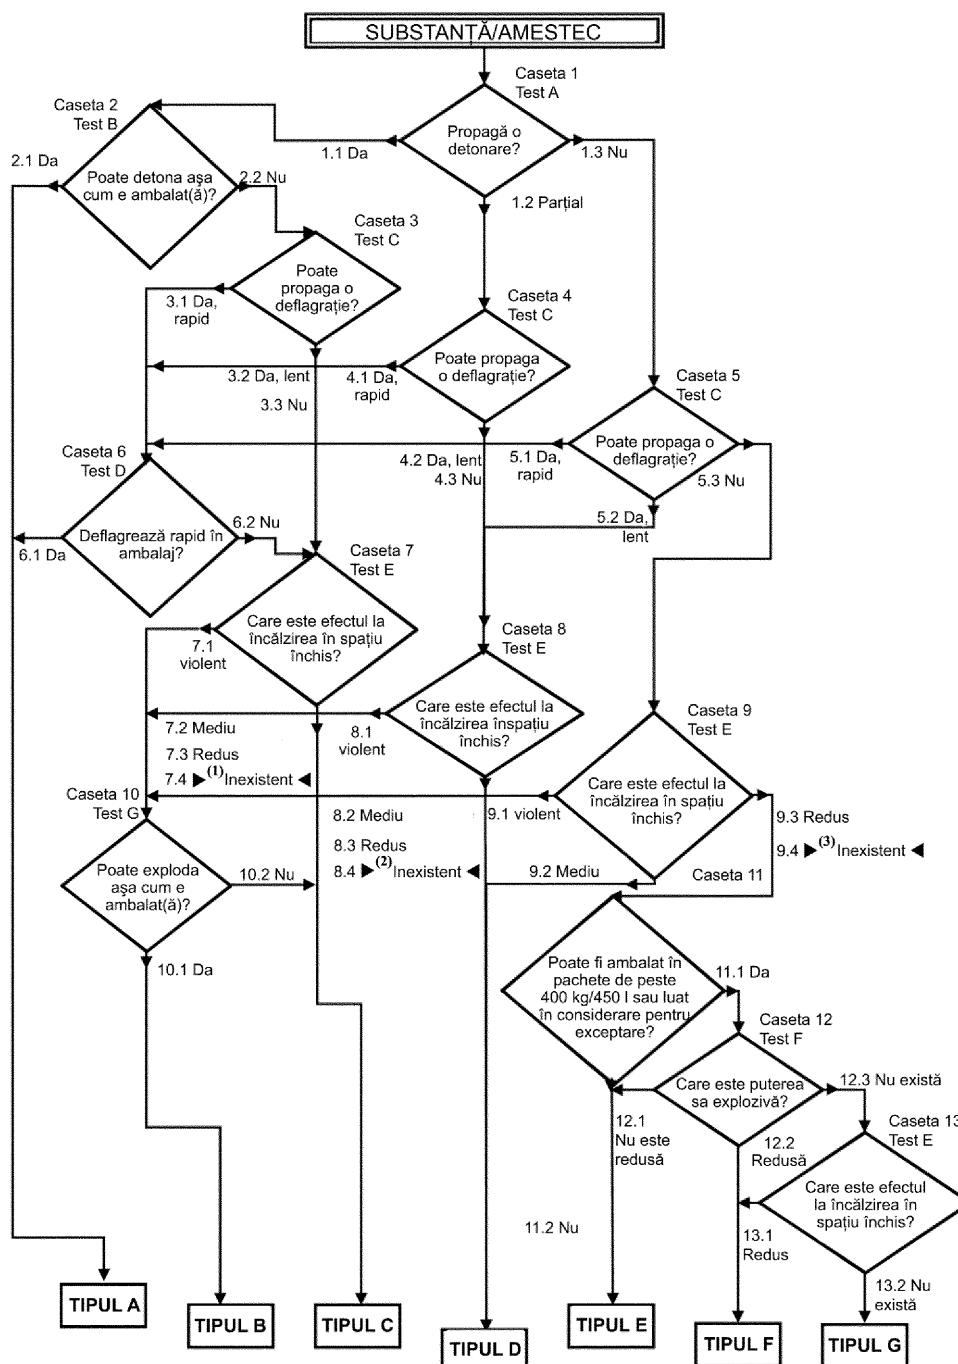 SUBSTANȚĂ/AMESTEC
Caseta 1
Test A
Propagă o
detonare?
1.1 Da
1.3 Nu
1.2 Parțial
Caseta 2
Test B
2.1 Da
Poate detona așa
cum e ambalat(ă)?
2.2 Nu
Caseta 3
Test C
Poate
propaga o
deflagrație?
3.1 Da,
rapid
3.2 Da, lent
3.3 Nu
Caseta 4
Test C
Poate propaga
o deflagrație?
4.1 Da,
rapid
4.2 Da, lent
4.3 Nu
Caseta 5
Test C
Poate propaga o
deflagrație?
5.1 Da,
rapid
5.3 Nu
5.2 Da,
lent
Caseta 6
Test D
Deflagrează rapid în
ambalaj?
6.1 Da
6.2 Nu
Caseta 7
Test E
Care este efectul la
încălzirea în spațiu
închis?
7.1
violent
7.2 Mediu
7.3 Redus
7.4 ►(1)Inexistent ◄
Caseta 8
Test E
Care este efectul la
încălzirea înspațiu
închis?
8.1
violent
8.2 Mediu
8.3 Redus
8.4 ►(2)Inexistent ◄
Caseta 9
Test E
Care este efectul la
încălzirea în spațiu
închis?
9.1 violent
9.3 Redus
9.4 ►(3)Inexistent ◄
9.2 Mediu
Caseta 10
Test G
Poate exploda
așa cum e
ambalat(ă)?
10.2 Nu
10.1 Da
Caseta 11
Poate fi ambalat în
pachete de peste
400 kg/450 l sau luat
în considerare pentru
exceptare?
11.1 Da
Caseta 12
Test F
Care este puterea
sa explozivă?
12.3 Nu există
12.1
Nu este
redusă
12.2
Redusă
Caseta 13
Test E
Care este efectul
la încălzirea în
spațiu închis?
11.2 Nu
13.1
Redus
13.2 Nu
există
TIPUL A
TIPUL B
TIPUL C
TIPUL D
TIPUL E
TIPUL F
TIPUL G